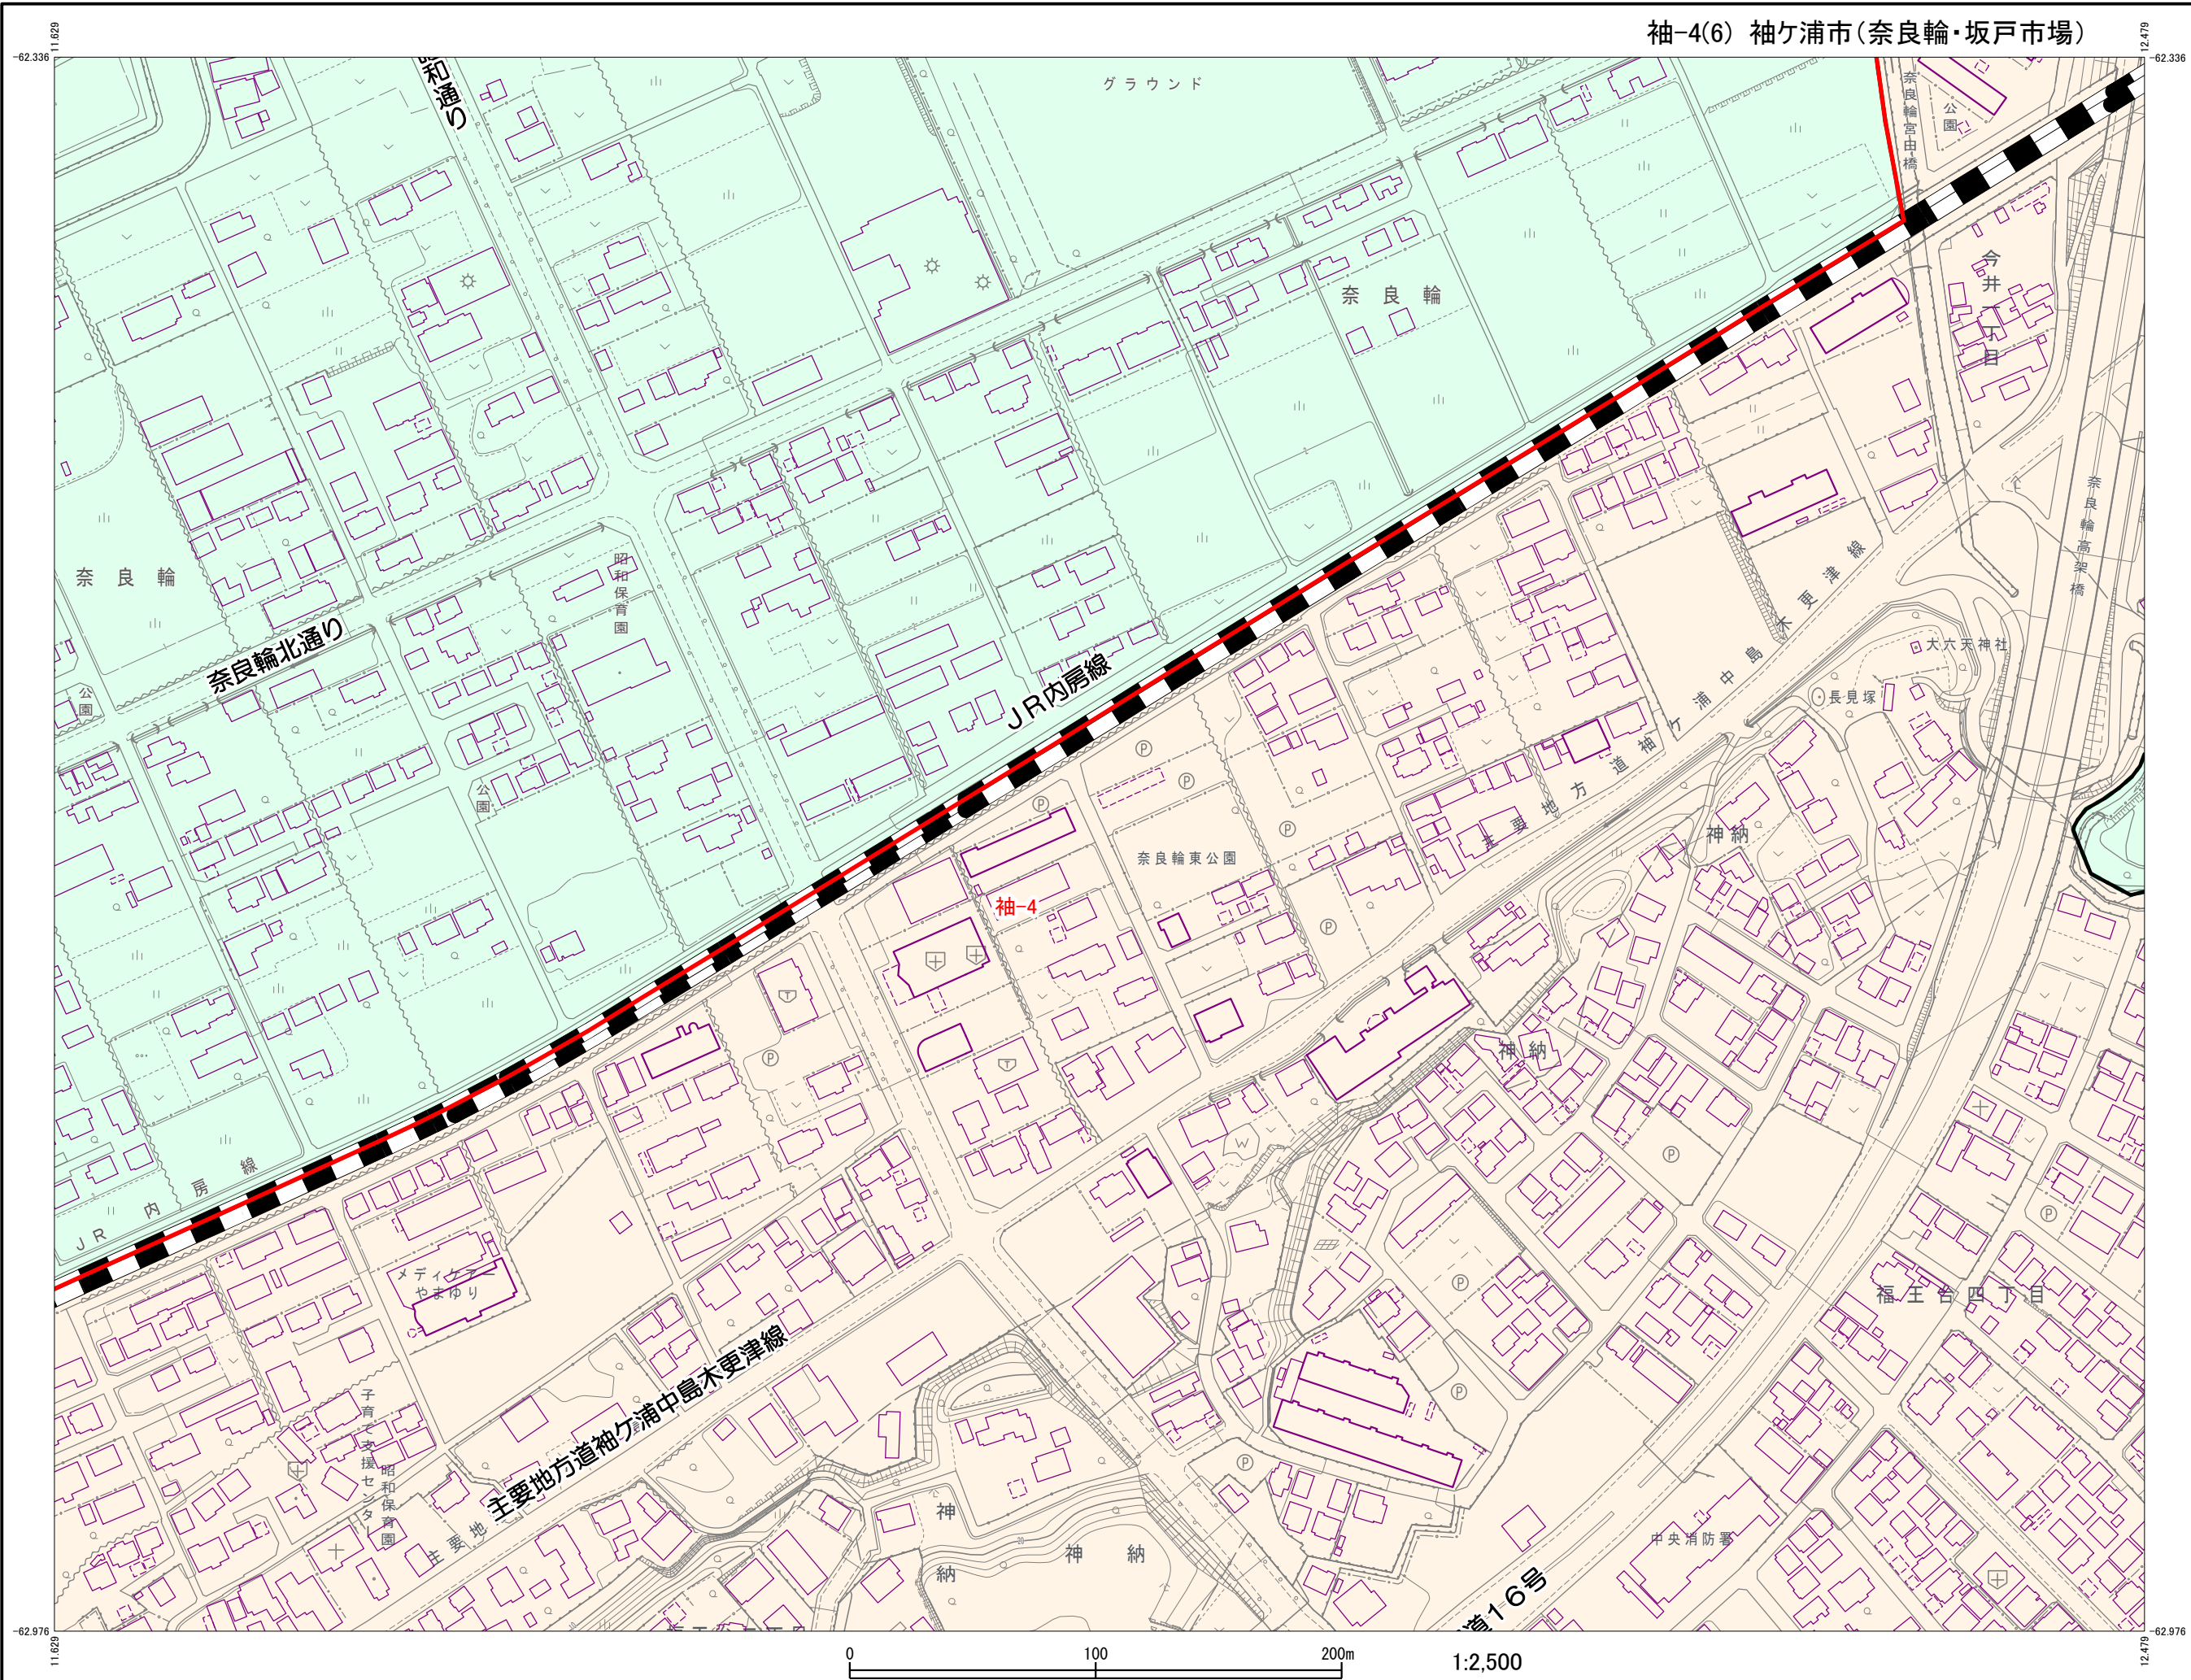 袖-4(6) 袖ケ浦市(奈良輪・坂戸市場)
11.629
12.479
-62.336
-62.336
昭和通り
グラウンド
奈良輪宮由橋
公園
今井一丁目
奈良輪
奈良輪高架橋
奈良輪
昭和保育園
奈良輪北通り
公園
JR内房線
大六天神社
長見塚
主要地方道袖ケ浦中島木更津線
公園
神納
奈良輪東公園
袖-4
神納
JR内房線
メディケアー
やまゆり
福王台四丁目
主要地方道袖ケ浦中島木更津線
子育て支援センター
昭和保育園
主要地
神納
神納
中央消防署
道16号
-62.976
-62.976
11.629
12.479
0 100 200m
1:2,500